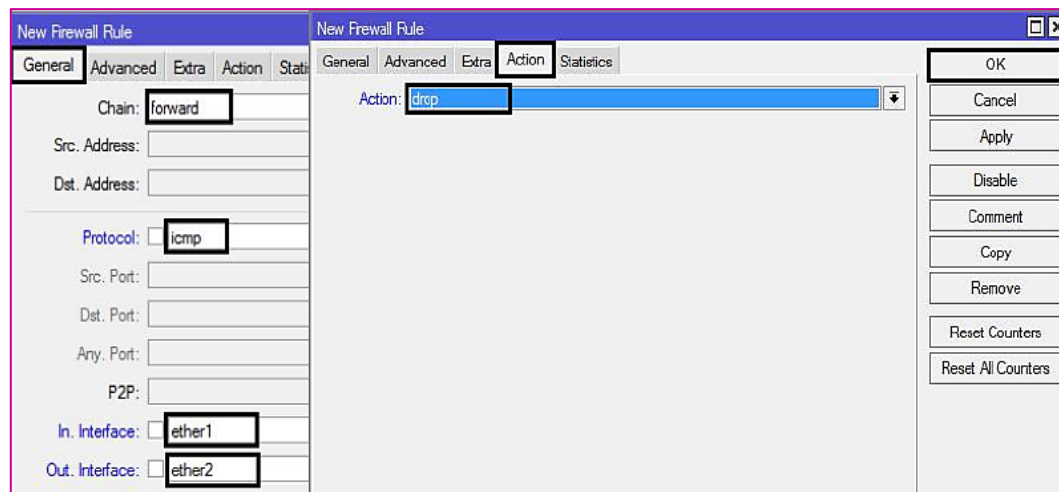 New Firewall Rule
General Advanced Extra Action Stati
Chain: forward
Src. Address:
Dst. Address:
Protocol: icmp
Src. Port:
Dst. Port:
Any. Port:
P2P:
In. Interface: ether1
Out. Interface: ether2
New Firewall Rule
General Advanced Extra Action Statistics
Action: drop
OK
Cancel
Apply
Disable
Comment
Copy
Remove
Reset Counters
Reset All Counters